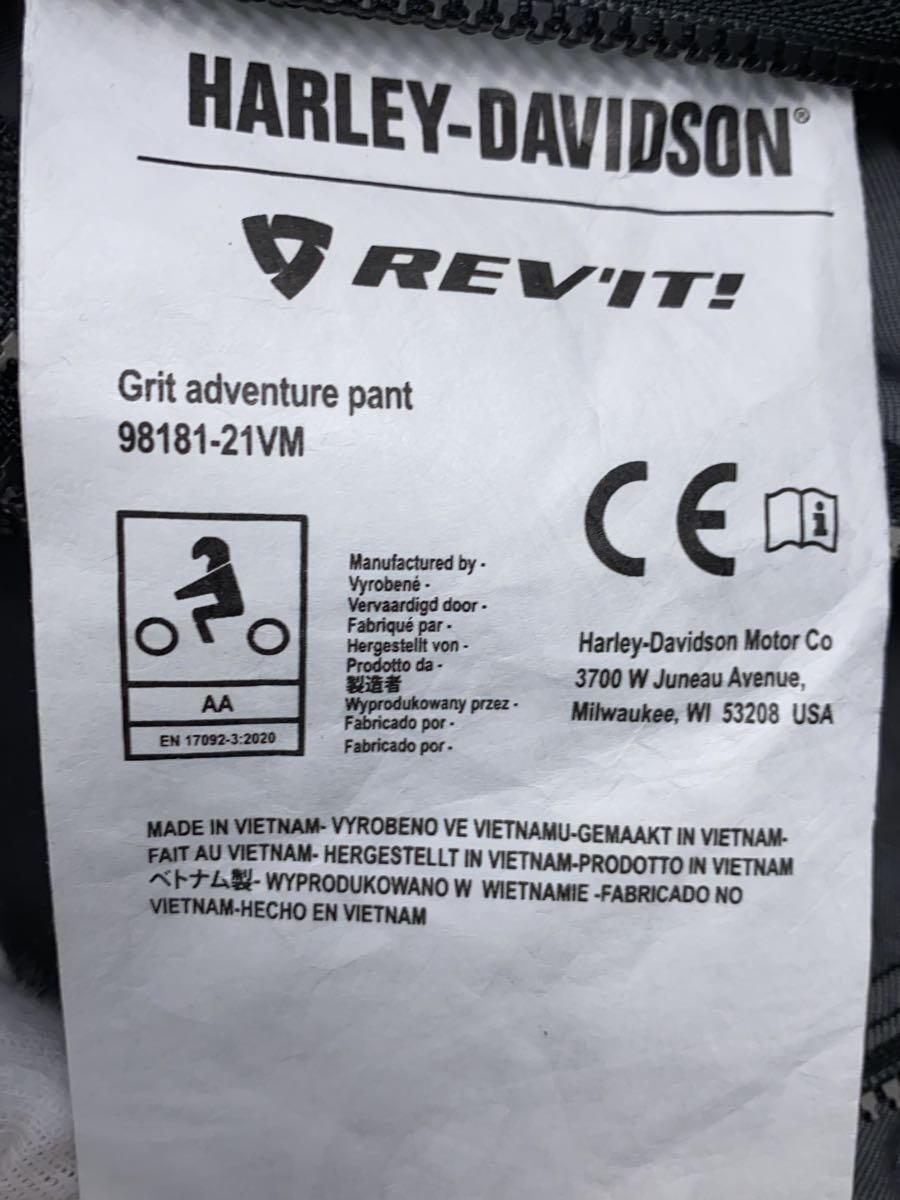 HARLEY-DAVIDSON®
REV'IT!
Grit adventure pant
98181-21VM
AA
EN 17092-3:2020
Manufactured by -
Vyrobené -
Vervaardigd door -
Fabriqué par -
Hergestellt von -
Prodotto da -
製造者
Wyprodukowany przez -
Fabricado por -
Fabricado por -
CE
i
Harley-Davidson Motor Co
3700 W Juneau Avenue,
Milwaukee, WI 53208 USA
MADE IN VIETNAM- VYROBENO VE VIETNAMU-GEMAAKT IN VIETNAM-
FAIT AU VIETNAM- HERGESTELLT IN VIETNAM-PRODOTTO IN VIETNAM
ベトナム製- WYPRODUKOWANO W WIETNAMIE -FABRICADO NO
VIETNAM-HECHO EN VIETNAM